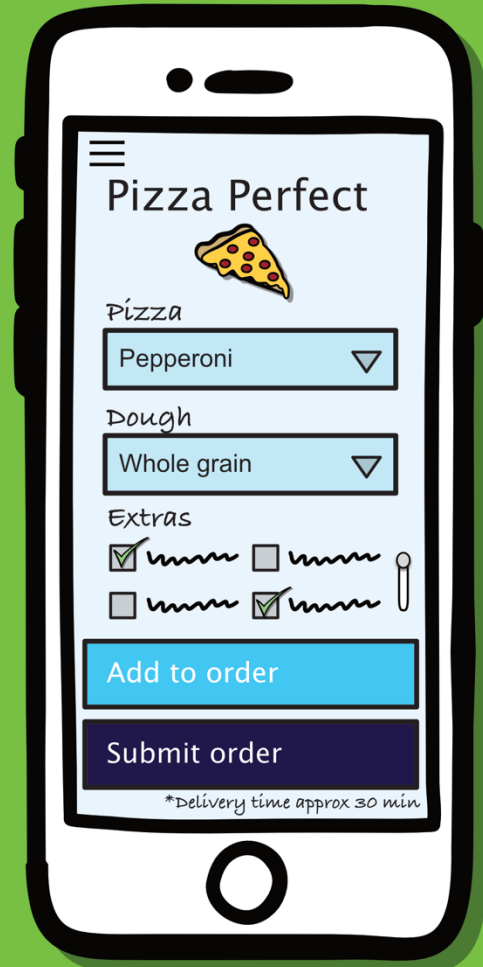 Pizza Perfect
Pizza
Pepperoni
Dough
Whole grain
Extras
Add to order
Submit order
*Delivery time approx 30 min